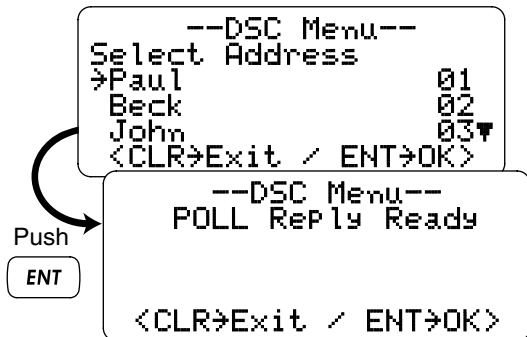 --DSC Menu--
Select Address
→Paul 01
Beck 02
John 03▼
<CLR→Exit / ENT→OK>
--DSC Menu--
POLL Reply Ready
Push
ENT
<CLR→Exit / ENT→OK>